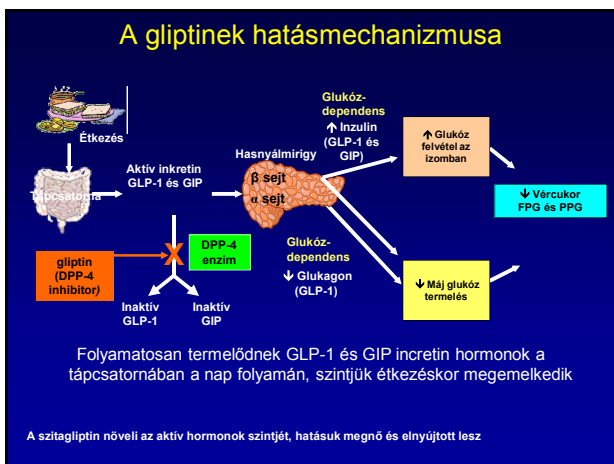 A gliptinek hatásmechanizmusa
Étkezés
Tápcsatorna
Aktív inkretin
GLP-1 és GIP
Hasnyálmirigy
β sejt
α sejt
Glukóz-
dependens
↑ Inzulin
(GLP-1 és
GIP)
↑ Glukóz
felvétel az
izomban
↓ Vércukor
FPG és PPG
gliptin
(DPP-4
inhibitor)
X
DPP-4
enzim
Glukóz-
dependens
↓ Glukagon
(GLP-1)
↓ Máj glukóz
termelés
Inaktív
GLP-1
Inaktív
GIP
Folyamatosan termelődnek GLP-1 és GIP incretin hormonok a
tápcsatornában a nap folyamán, szintjük étkezéskor megemelkedik
A szitagliptin növeli az aktív hormonok szintjét, hatásuk megnő és elnyújtott lesz